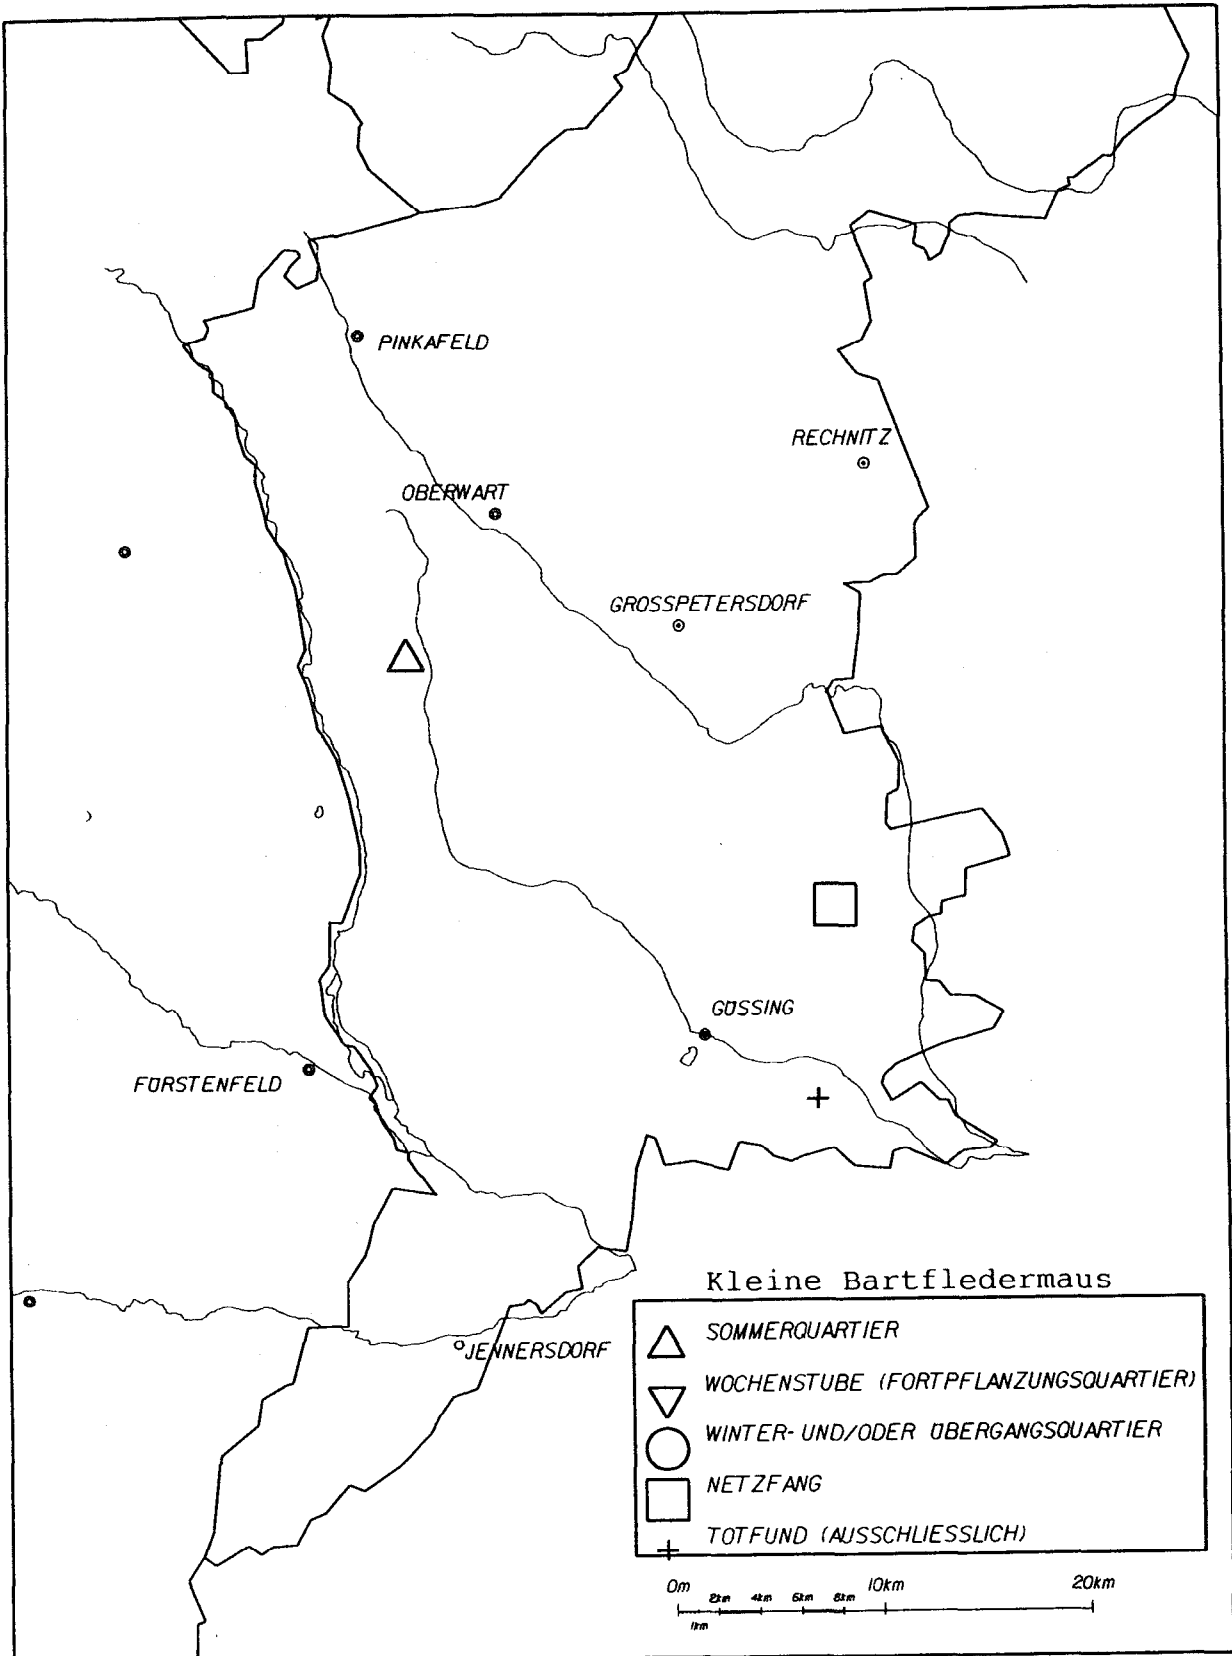 PINKAFELD
RECHNITZ
OBERWART
GROSSPETERSDORF
GÜSSING
FÜRSTENFELD
JENNERSDORF
Kleine Bartfledermaus
SOMMERQUARTIER
WOCHENSTUBE (FORTPFLANZUNGSQUARTIER)
WINTER- UND/ODER ÜBERGANGSQUARTIER
NETZFANG
TOTFUND (AUSSCHLIESSLICH)
0m 2km 4km 6km 8km 10km 20km
1km